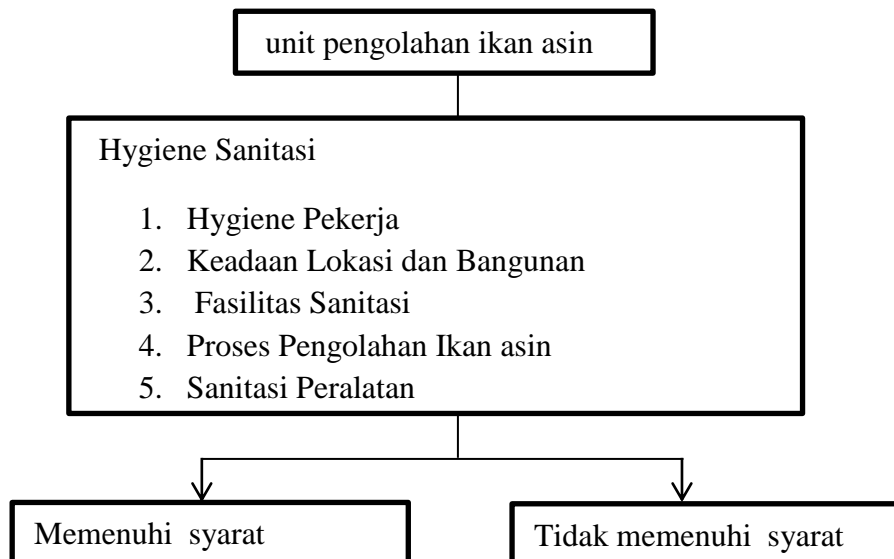 unit pengolahan ikan asin
Hygiene Sanitasi
1. Hygiene Pekerja
2. Keadaan Lokasi dan Bangunan
3. Fasilitas Sanitasi
4. Proses Pengolahan Ikan asin
5. Sanitasi Peralatan
Memenuhi syarat
Tidak memenuhi syarat